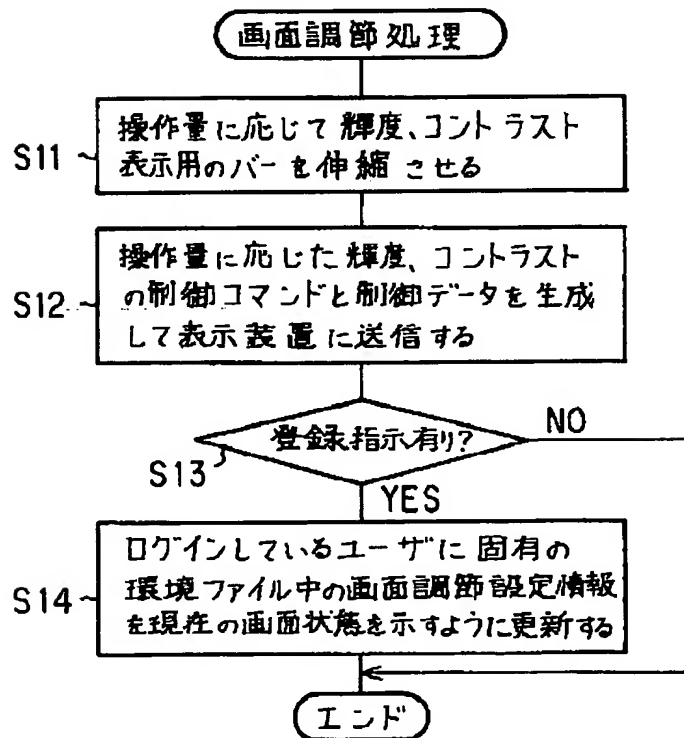 画面調節処理
S11
操作量に応じて輝度、コントラスト
表示用のバーを伸縮させる
S12
操作量に応じた輝度、コントラスト
の制御コマンドと制御データを生成
して表示装置に送信する
登録指示有り?
NO
S13
YES
S14
ログインしているユーザに固有の
環境ファイル中の画面調節設定情報
を現在の画面状態を示すように更新する
エンド